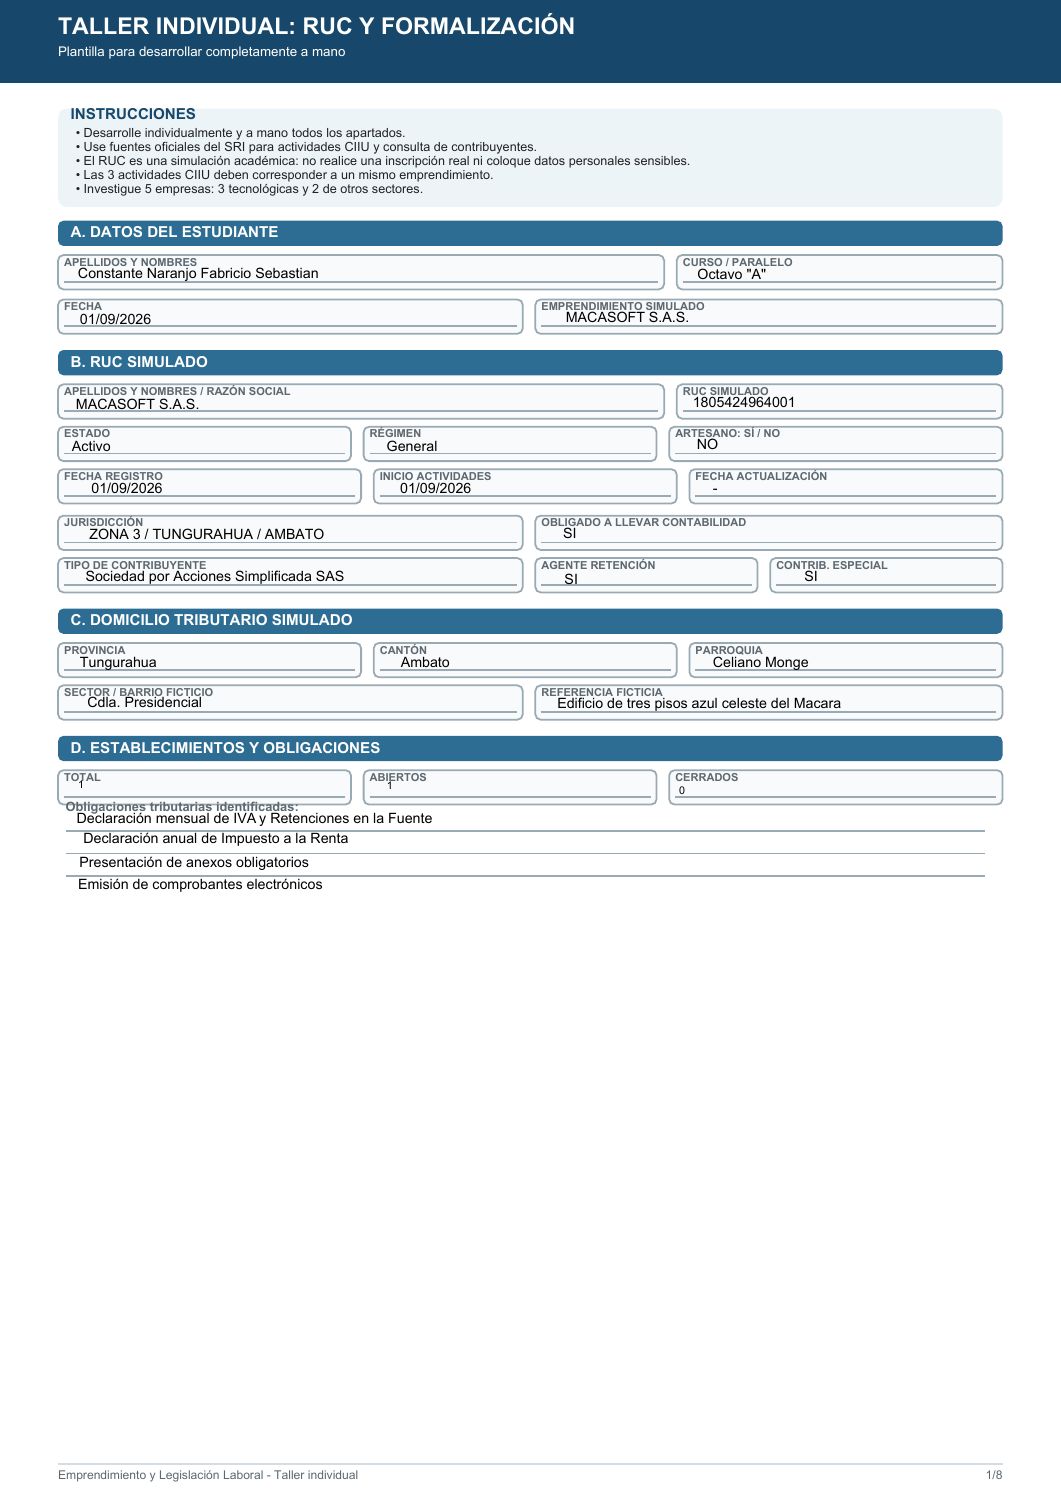 TALLER INDIVIDUAL: RUC Y FORMALIZACIÓN
Plantilla para desarrollar completamente a mano
INSTRUCCIONES
• Desarrolle individualmente y a mano todos los apartados.
• Use fuentes oficiales del SRI para actividades CIIU y consulta de contribuyentes.
• El RUC es una simulación académica: no realice una inscripción real ni coloque datos personales sensibles.
• Las 3 actividades CIIU deben corresponder a un mismo emprendimiento.
• Investigue 5 empresas: 3 tecnológicas y 2 de otros sectores.
A. DATOS DEL ESTUDIANTE
APELLIDOS Y NOMBRES
Constante Naranjo Fabricio Sebastian
CURSO / PARALELO
Octavo "A"
FECHA
01/09/2026
EMPRENDIMIENTO SIMULADO
MACASOFT S.A.S.
B. RUC SIMULADO
APELLIDOS Y NOMBRES / RAZÓN SOCIAL
MACASOFT S.A.S.
RUC SIMULADO
1805424964001
ESTADO
Activo
RÉGIMEN
General
ARTESANO: SÍ / NO
NO
FECHA REGISTRO
01/09/2026
INICIO ACTIVIDADES
01/09/2026
FECHA ACTUALIZACIÓN
-
JURISDICCIÓN
ZONA 3 / TUNGURAHUA / AMBATO
OBLIGADO A LLEVAR CONTABILIDAD
SI
TIPO DE CONTRIBUYENTE
Sociedad por Acciones Simplificada SAS
AGENTE RETENCIÓN
SI
CONTRIB. ESPECIAL
SI
C. DOMICILIO TRIBUTARIO SIMULADO
PROVINCIA
Tungurahua
CANTÓN
Ambato
PARROQUIA
Celiano Monge
SECTOR / BARRIO FICTICIO
Cdla. Presidencial
REFERENCIA FICTICIA
Edificio de tres pisos azul celeste del Macara
D. ESTABLECIMIENTOS Y OBLIGACIONES
TOTAL
1
ABIERTOS
1
CERRADOS
0
Obligaciones tributarias identificadas:
Declaración mensual de IVA y Retenciones en la Fuente
Declaración anual de Impuesto a la Renta
Presentación de anexos obligatorios
Emisión de comprobantes electrónicos
Emprendimiento y Legislación Laboral - Taller individual
1/8